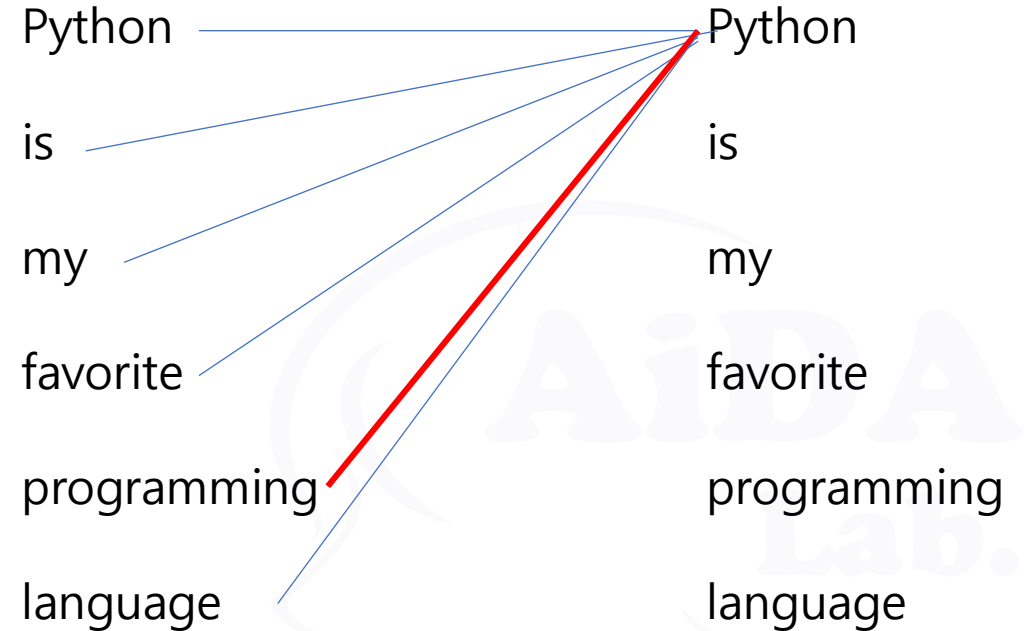 Python Python
is is
my my
favorite favorite
programming programming
language language
AiDA
Lab.